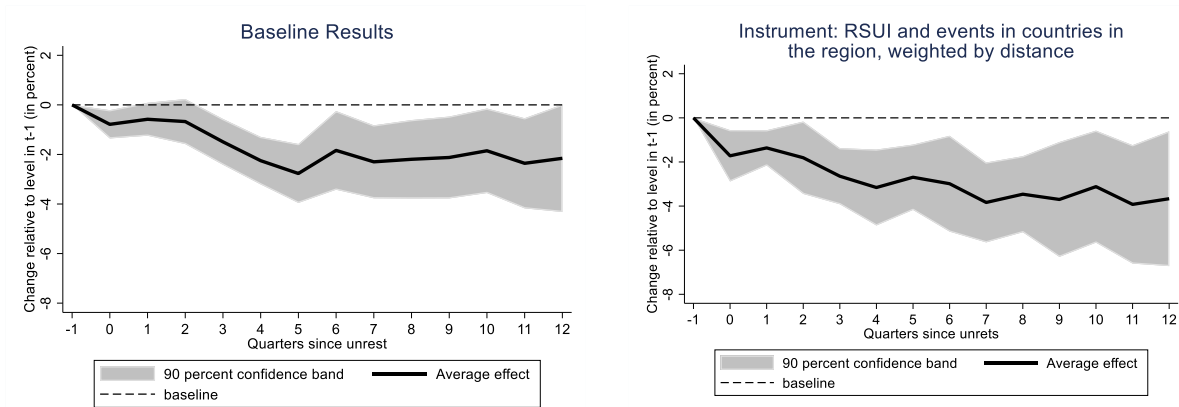 Baseline Results
Change relative to level in t-1 (in percent)
2
0
-2
-4
-6
-8
-1 0 1 2 3 4 5 6 7 8 9 10 11 12
Quarters since unrest
90 percent confidence band Average effect
baseline
Instrument: RSUI and events in countries in
the region, weighted by distance
Change relative to level in t-1 (in percent)
2
0
-2
-4
-6
-8
-1 0 1 2 3 4 5 6 7 8 9 10 11 12
Quarters since unrets
90 percent confidence band Average effect
baseline